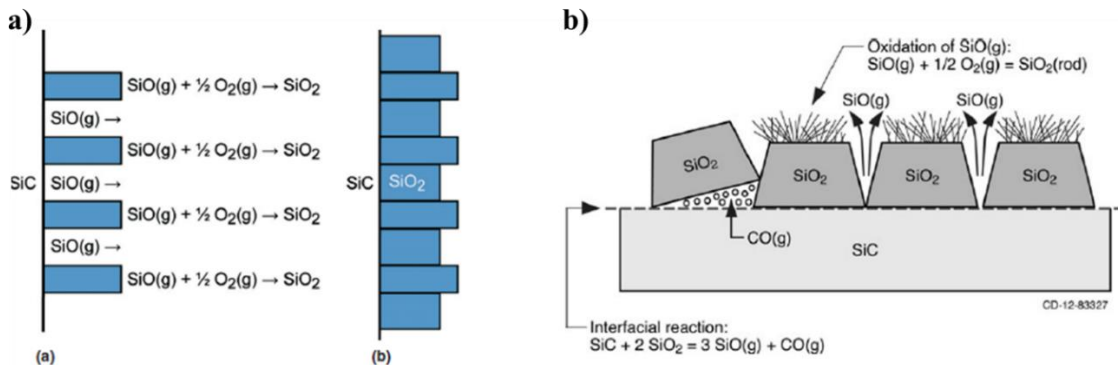 a)
SiO(g) + ½ O₂(g) → SiO₂
SiO(g) →
SiO(g) + ½ O₂(g) → SiO₂
SiC
SiO(g) →
SiO(g) + ½ O₂(g) → SiO₂
SiO(g) →
SiO(g) + ½ O₂(g) → SiO₂
(a)
SiC
SiO₂
(b)
b)
Oxidation of SiO(g):
SiO(g) + 1/2 O₂(g) = SiO₂(rod)
SiO(g)
SiO(g)
SiO₂
SiO₂
SiO₂
SiO₂
CO(g)
SiC
CD-12-83327
Interfacial reaction:
SiC + 2 SiO₂ = 3 SiO(g) + CO(g)